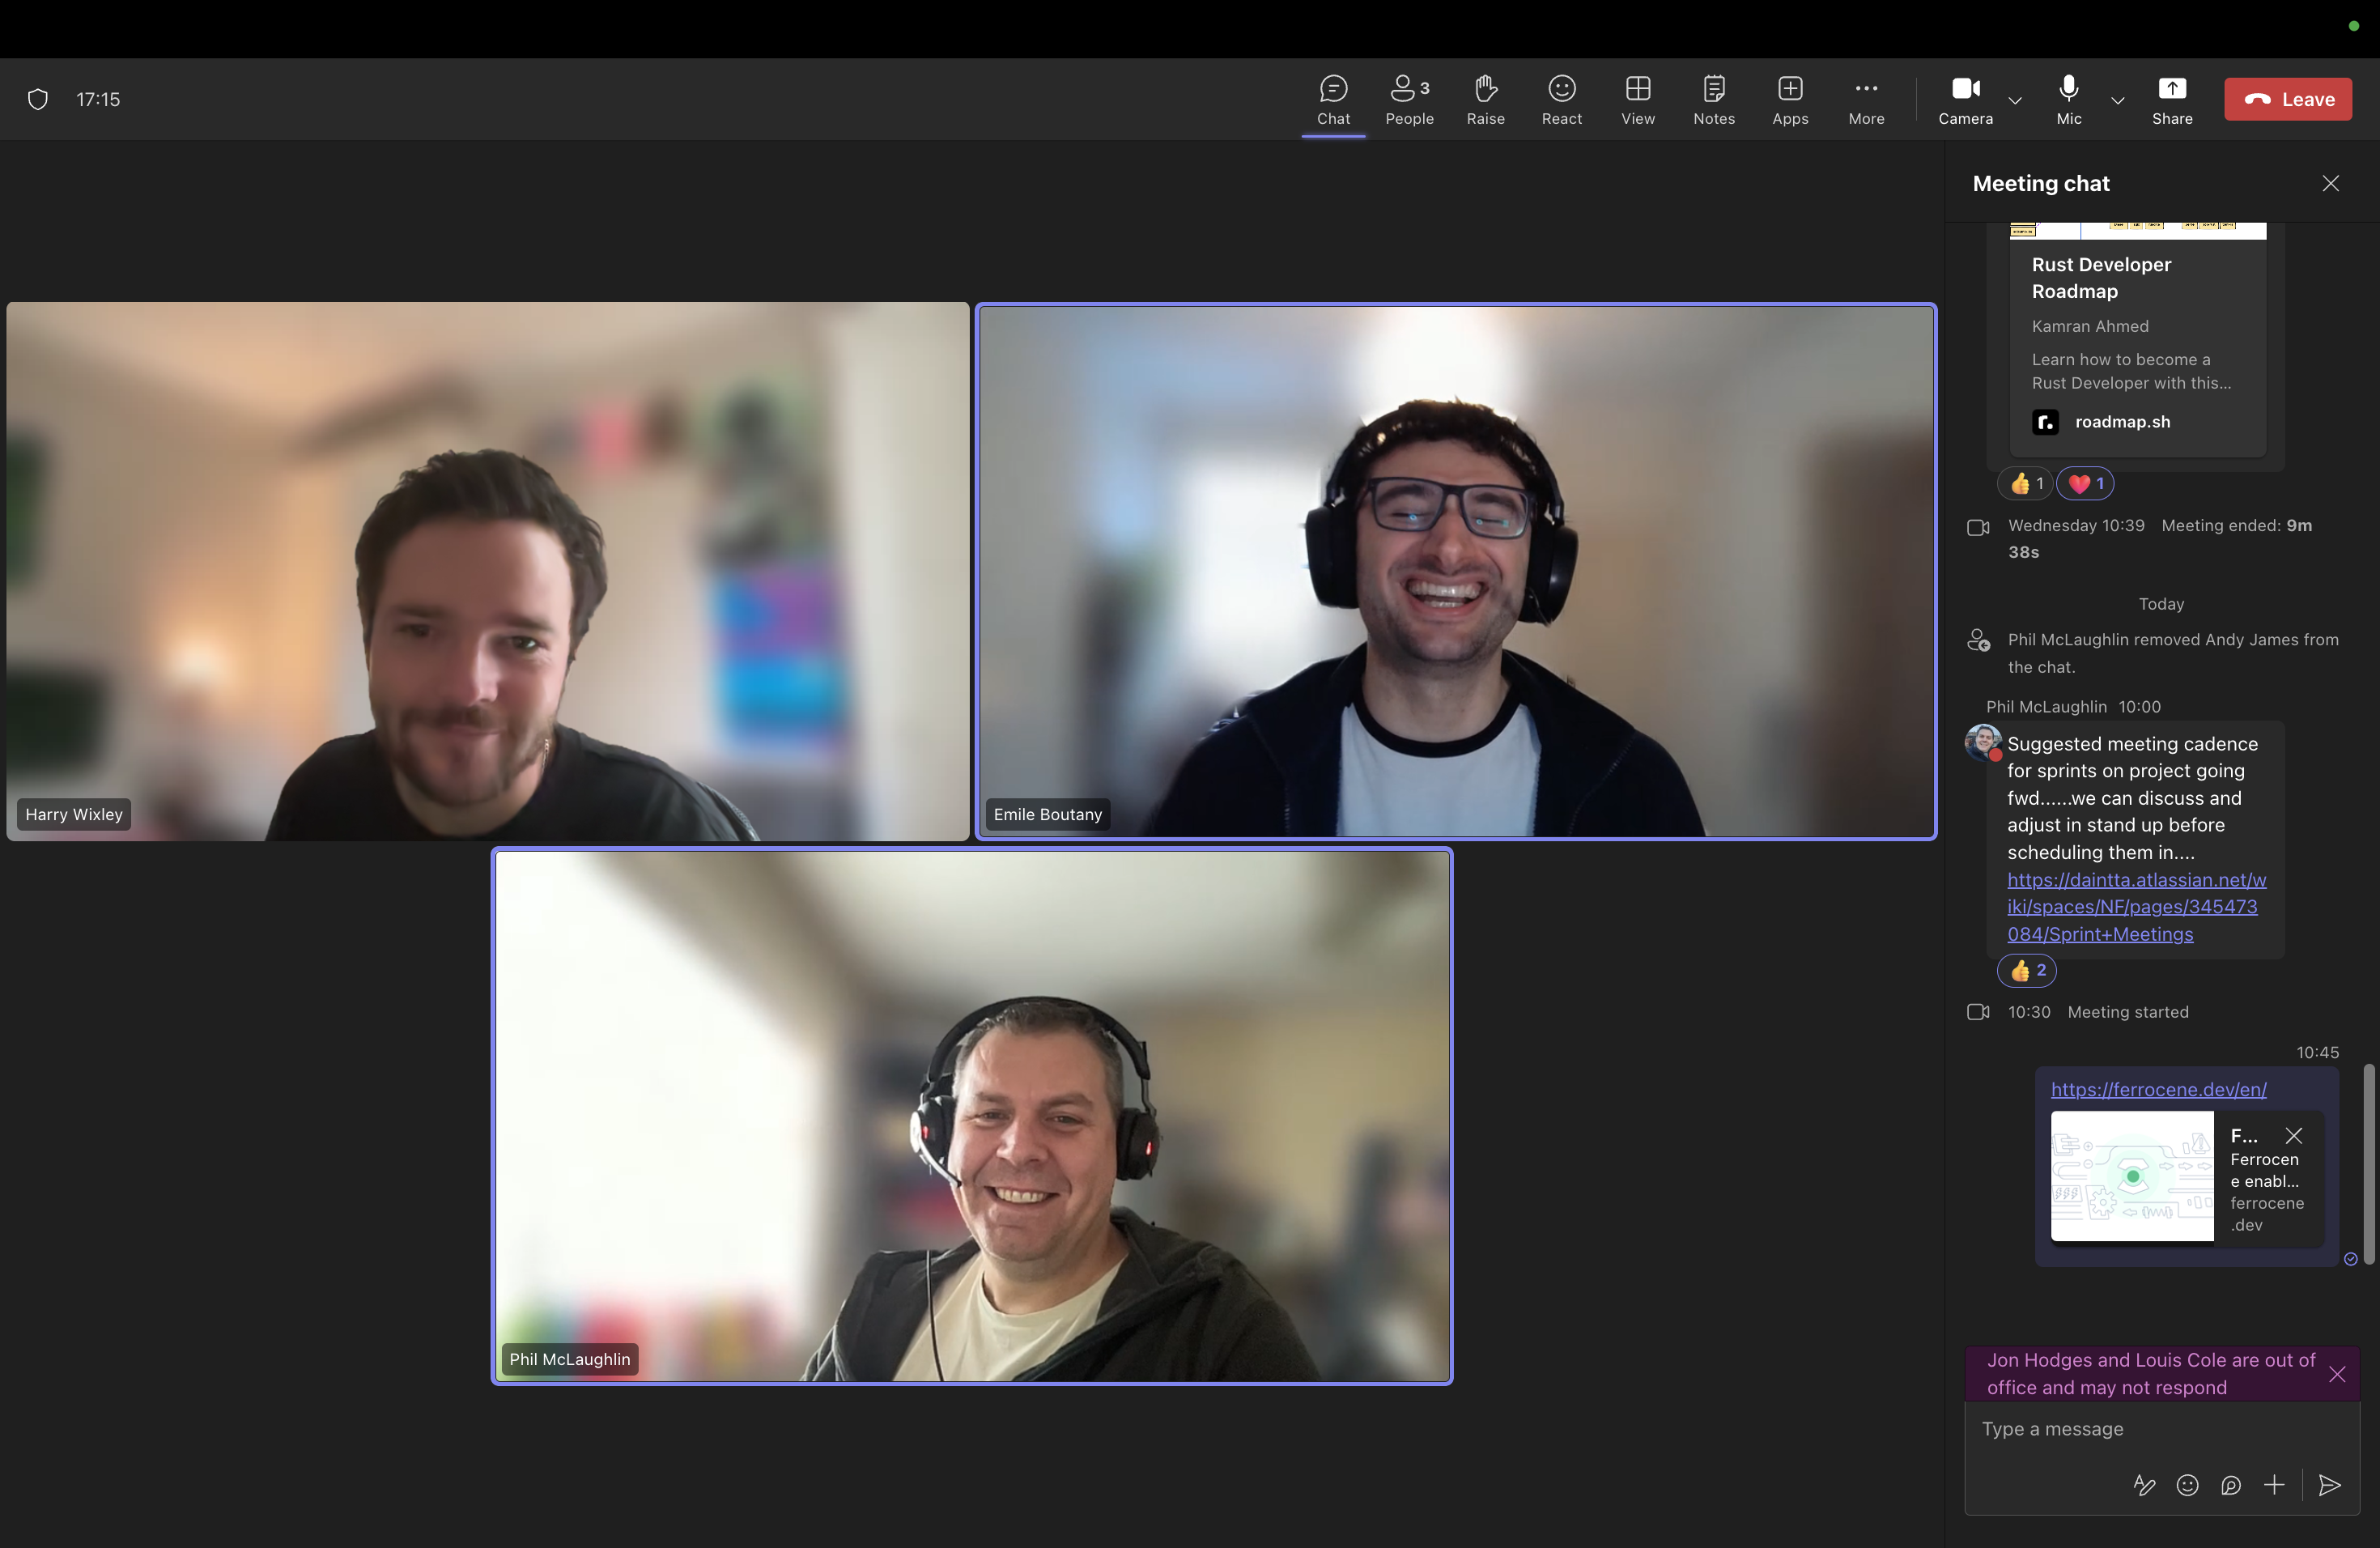 17:15
Chat
People
3
Raise
React
View
Notes
Apps
More
Camera
Mic
Share
Leave
Harry Wixley
Emile Boutany
Phil McLaughlin
Meeting chat
Rust Developer
Roadmap
Kamran Ahmed
Learn how to become a
Rust Developer with this...
r.
roadmap.sh
👍 1
❤️ 1
Wednesday 10:39 Meeting ended: 9m
38s
Today
Phil McLaughlin removed Andy James from
the chat.
Phil McLaughlin 10:00
Suggested meeting cadence
for sprints on project going
fwd......we can discuss and
adjust in stand up before
scheduling them in....
https://daintta.atlassian.net/w
iki/spaces/NF/pages/345473
084/Sprint+Meetings
👍 2
10:30 Meeting started
10:45
https://ferrocene.dev/en/
F...
Ferrocen
e enabl...
ferrocene
.dev
Jon Hodges and Louis Cole are out of
office and may not respond
Type a message